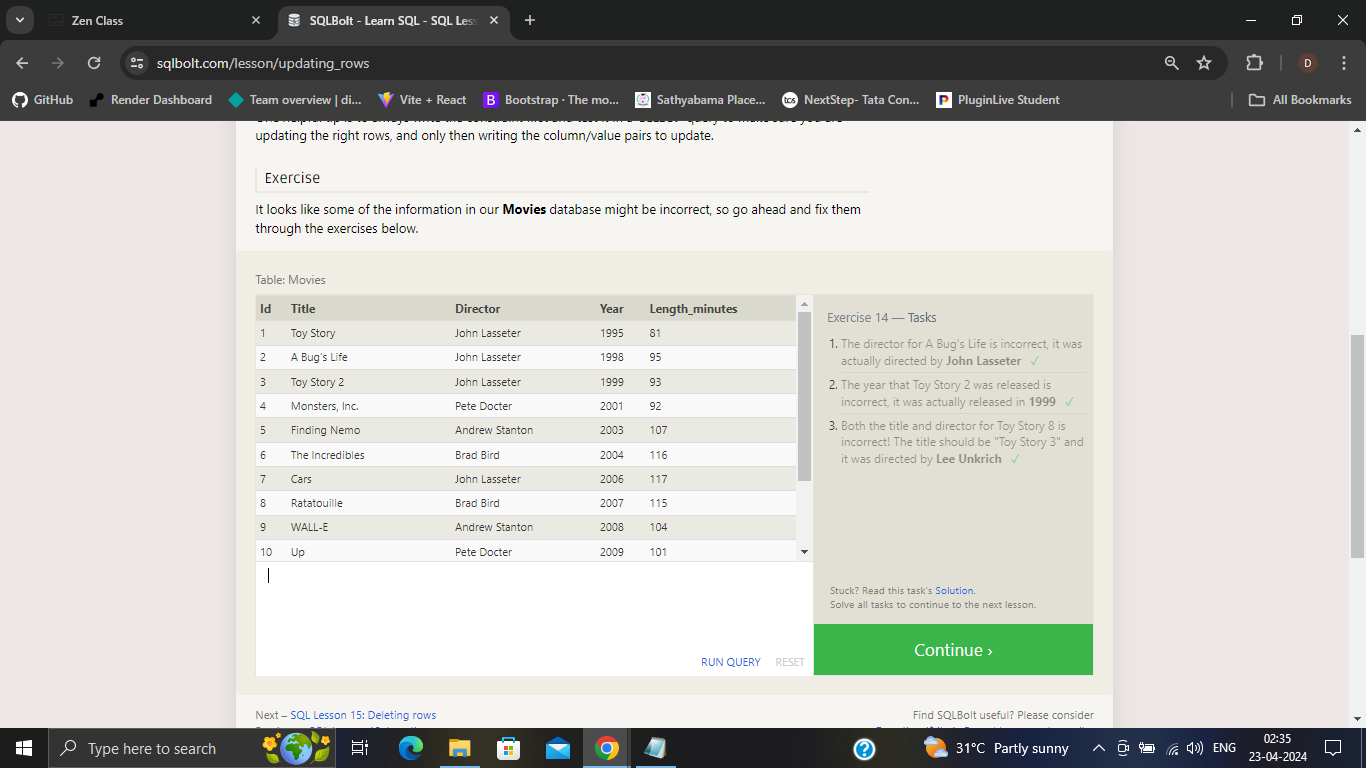 Zen Class
SQLBolt - Learn SQL - SQL Les
sqlbolt.com/lesson/updating_rows
D
GitHub
Render Dashboard
Team overview | di...
Vite + React
B Bootstrap · The mo...
Sathyabama Place...
tcs NextStep- Tata Con...
PluginLive Student
All Bookmarks
updating the right rows, and only then writing the column/value pairs to update.
Exercise
It looks like some of the information in our Movies database might be incorrect, so go ahead and fix them
through the exercises below.
Table: Movies
Id Title Director Year Length_minutes
1 Toy Story John Lasseter 1995 81
2 A Bug's Life John Lasseter 1998 95
3 Toy Story 2 John Lasseter 1999 93
4 Monsters, Inc. Pete Docter 2001 92
5 Finding Nemo Andrew Stanton 2003 107
6 The Incredibles Brad Bird 2004 116
7 Cars John Lasseter 2006 117
8 Ratatouille Brad Bird 2007 115
9 WALL-E Andrew Stanton 2008 104
10 Up Pete Docter 2009 101
RUN QUERY RESET
Exercise 14 — Tasks
1. The director for A Bug's Life is incorrect, it was
actually directed by John Lasseter ✓
2. The year that Toy Story 2 was released is
incorrect, it was actually released in 1999 ✓
3. Both the title and director for Toy Story 8 is
incorrect! The title should be "Toy Story 3" and
it was directed by Lee Unkrich ✓
Stuck? Read this task's Solution.
Solve all tasks to continue to the next lesson.
Continue ›
Next – SQL Lesson 15: Deleting rows
Find SQLBolt useful? Please consider
Type here to search
31°C Partly sunny
ENG
02:35
23-04-2024